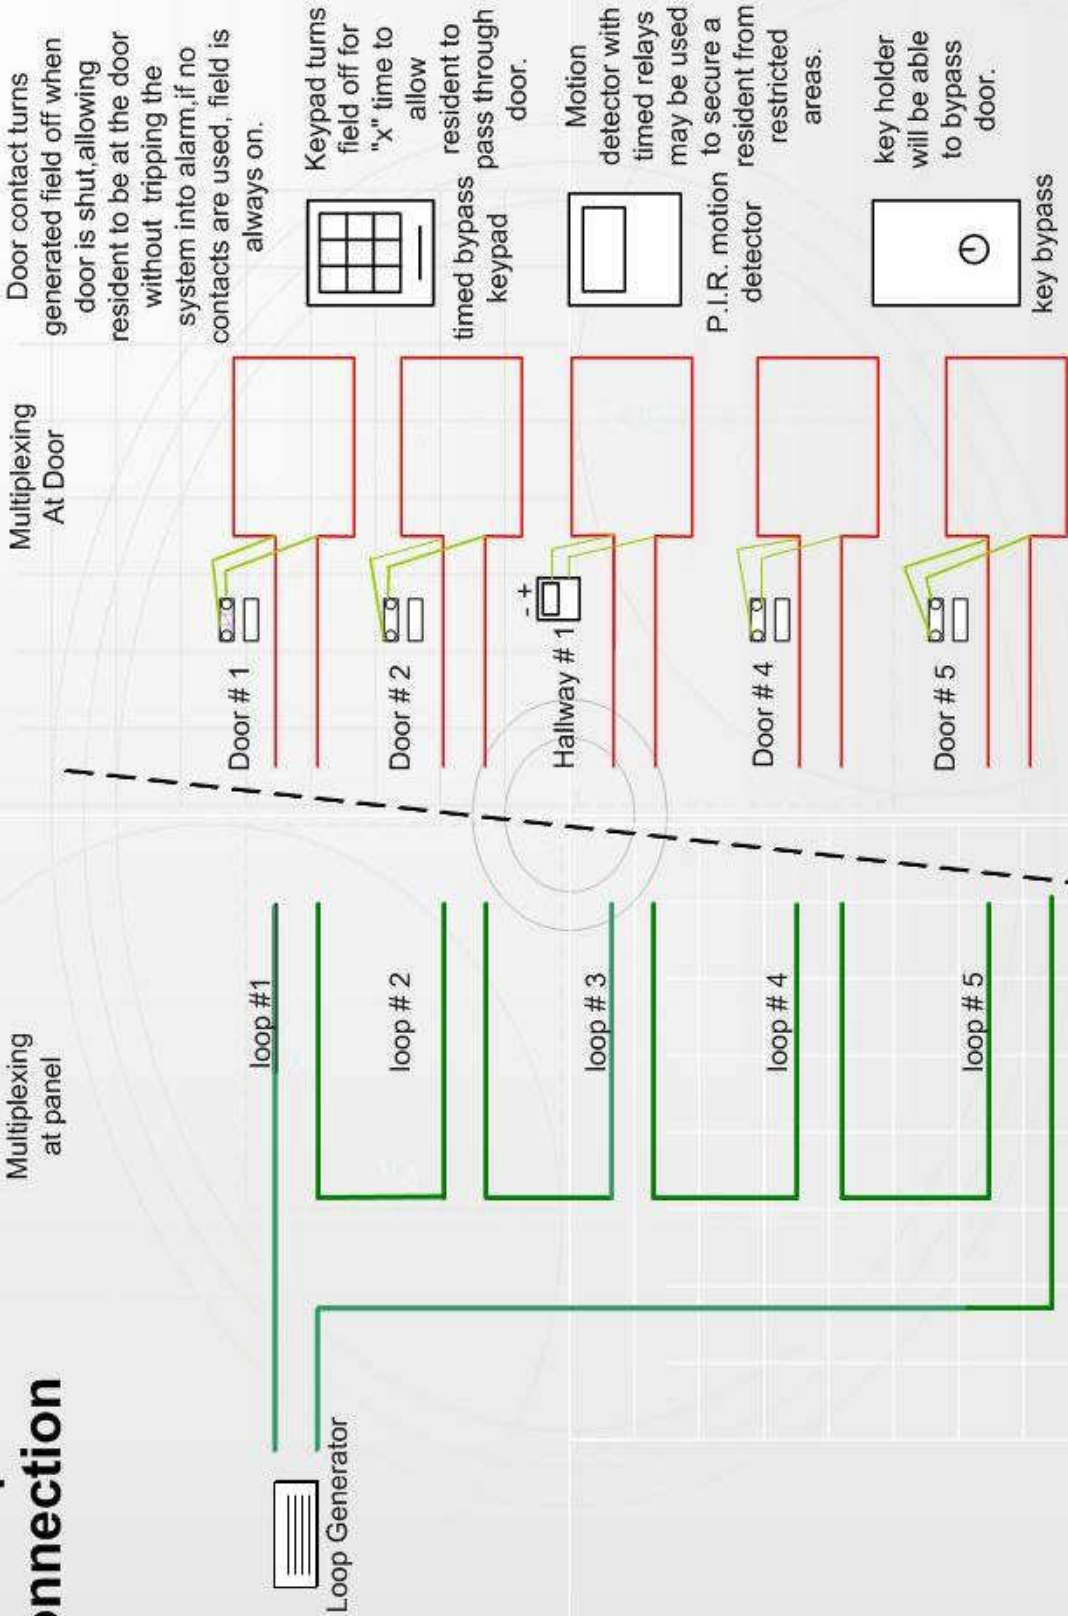 onnection
Multiplexing
at panel
Multiplexing
At Door
Door contact turns
generated field off when
door is shut,allowing
resident to be at the door
without tripping the
system into alarm,if no
contacts are used, field is
always on.
Loop Generator
loop #1
loop # 2
loop # 3
loop # 4
loop # 5
Door # 1
Door # 2
Hallway # 1
- +
Door # 4
Door # 5
timed bypass
keypad
Keypad turns
field off for
"x" time to
allow
resident to
pass through
door.
P.I.R. motion
detector
Motion
detector with
timed relays
may be used
to secure a
resident from
restricted
areas.
key bypass
key holder
will be able
to bypass
door.